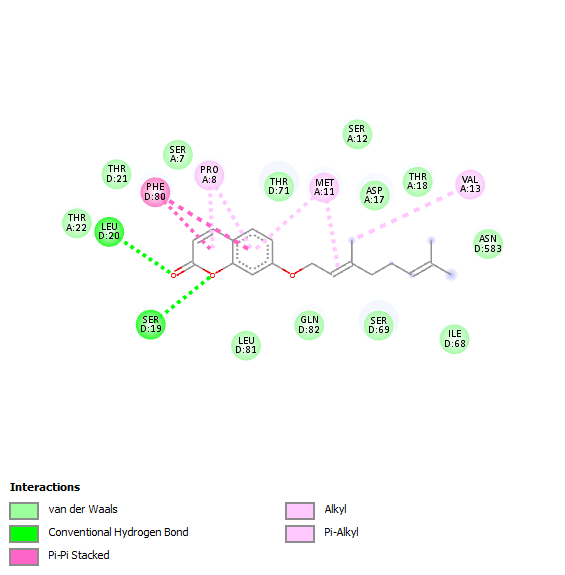 SER
A:12
SER
A:7
PRO
A:8
THR
D:21
THR
D:71
MET
A:11
THR
A:18
VAL
A:13
PHE
D:80
ASP
A:17
THR
A:22
LEU
D:20
ASN
D:583
O
O
O
SER
D:19
GLN
D:82
SER
D:69
LEU
D:81
ILE
D:68
Interactions
van der Waals
Conventional Hydrogen Bond
Pi-Pi Stacked
Alkyl
Pi-Alkyl